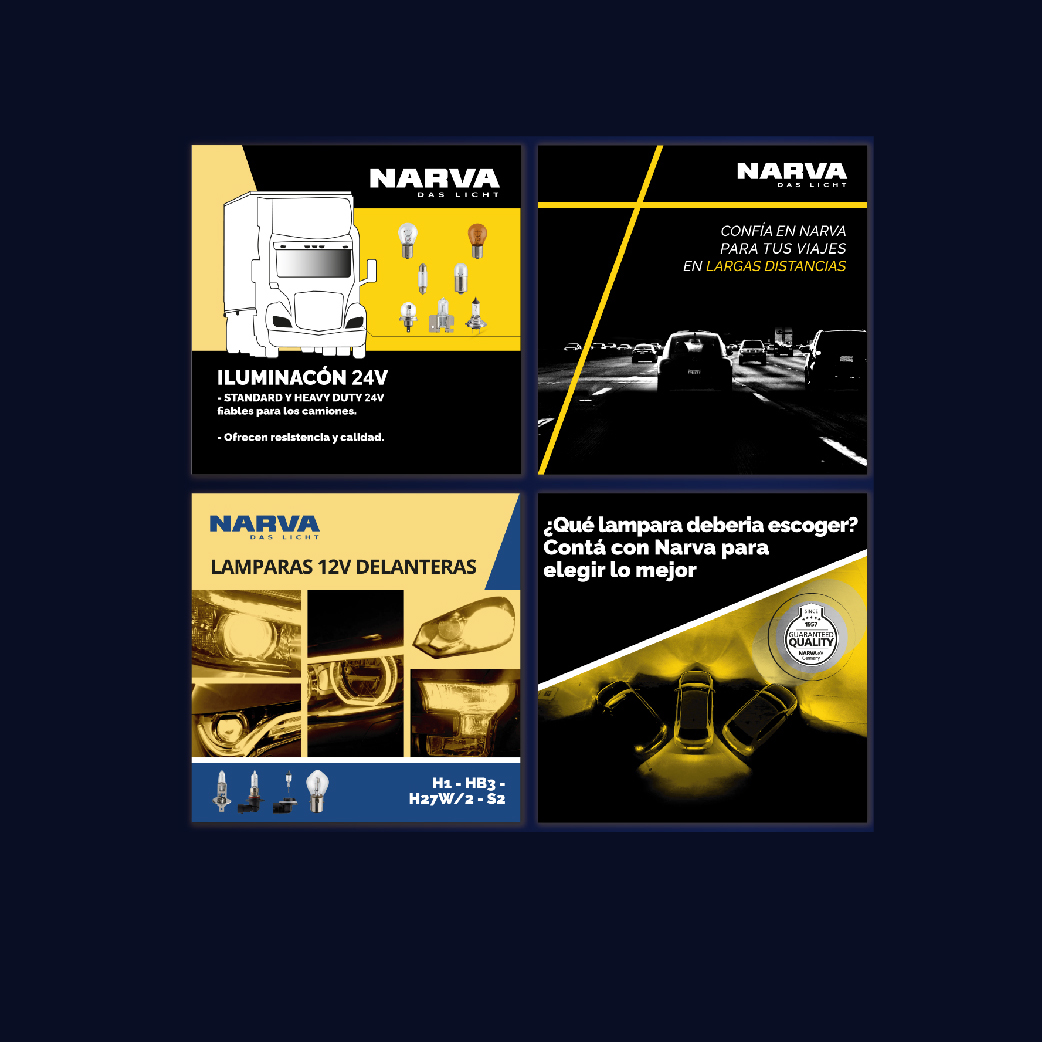 NARVA
DAS LICHT
ILUMINACÓN 24V
- STANDARD Y HEAVY DUTY 24V
fiables para los camiones.
- Ofrecen resistencia y calidad.
NARVA
DAS LICHT
CONFÍA EN NARVA
PARA TUS VIAJES
EN LARGAS DISTANCIAS
NARVA
DAS LICHT
LAMPARAS 12V DELANTERAS
H1 - HB3 -
H27W/2 - S2
¿Qué lampara deberia escoger?
Contá con Narva para
elegir lo mejor
SINCE
GUARANTEED
QUALITY
Germany